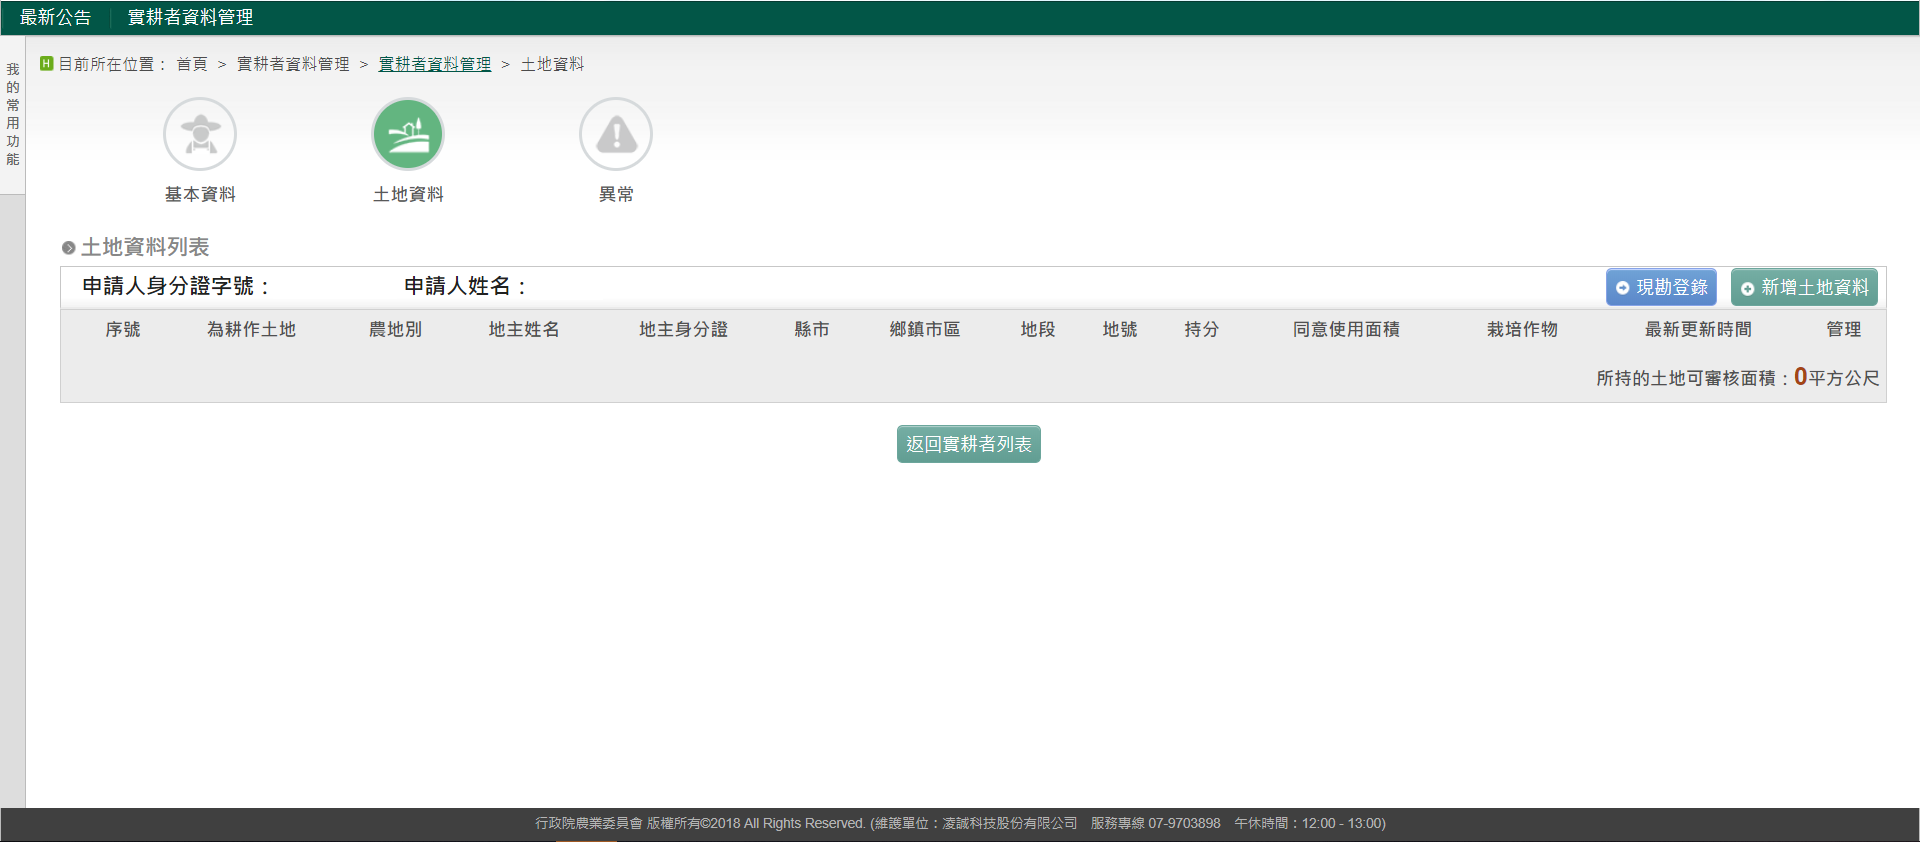 最新公告 實耕者資料管理
我的常用功能
目前所在位置： 首頁 > 實耕者資料管理 > 實耕者資料管理 > 土地資料
基本資料 土地資料 異常
土地資料列表
申請人身分證字號： 申請人姓名： 現勘登錄 新增土地資料
序號 為耕作土地 農地別 地主姓名 地主身分證 縣市 鄉鎮市區 地段 地號 持分 同意使用面積 栽培作物 最新更新時間 管理
所持的土地可審核面積：0平方公尺
返回實耕者列表
行政院農業委員會 版權所有©2018 All Rights Reserved. (維護單位：凌誠科技股份有限公司 服務專線 07-9703898 午休時間：12:00 - 13:00)